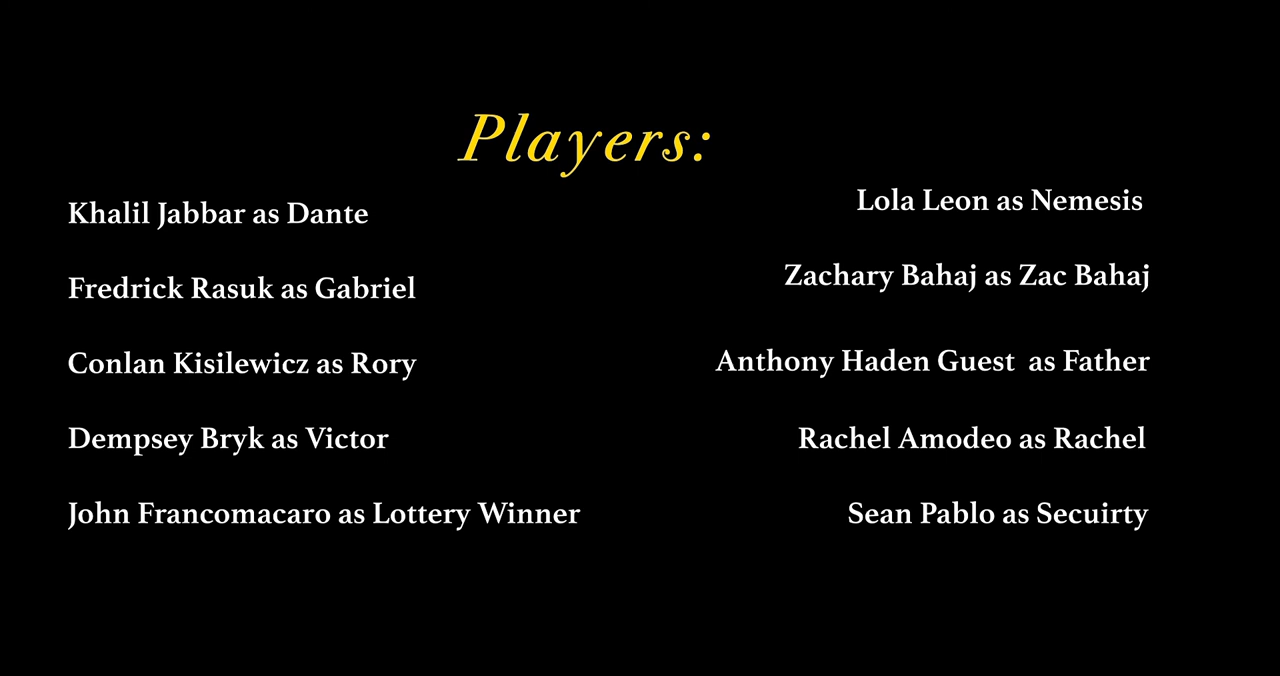 Players:
Khalil Jabbar as Dante
Fredrick Rasuk as Gabriel
Conlan Kisilewicz as Rory
Dempsey Bryk as Victor
John Francomacaro as Lottery Winner
Lola Leon as Nemesis
Zachary Bahaj as Zac Bahaj
Anthony Haden Guest  as Father
Rachel Amodeo as Rachel
Sean Pablo as Secuirty